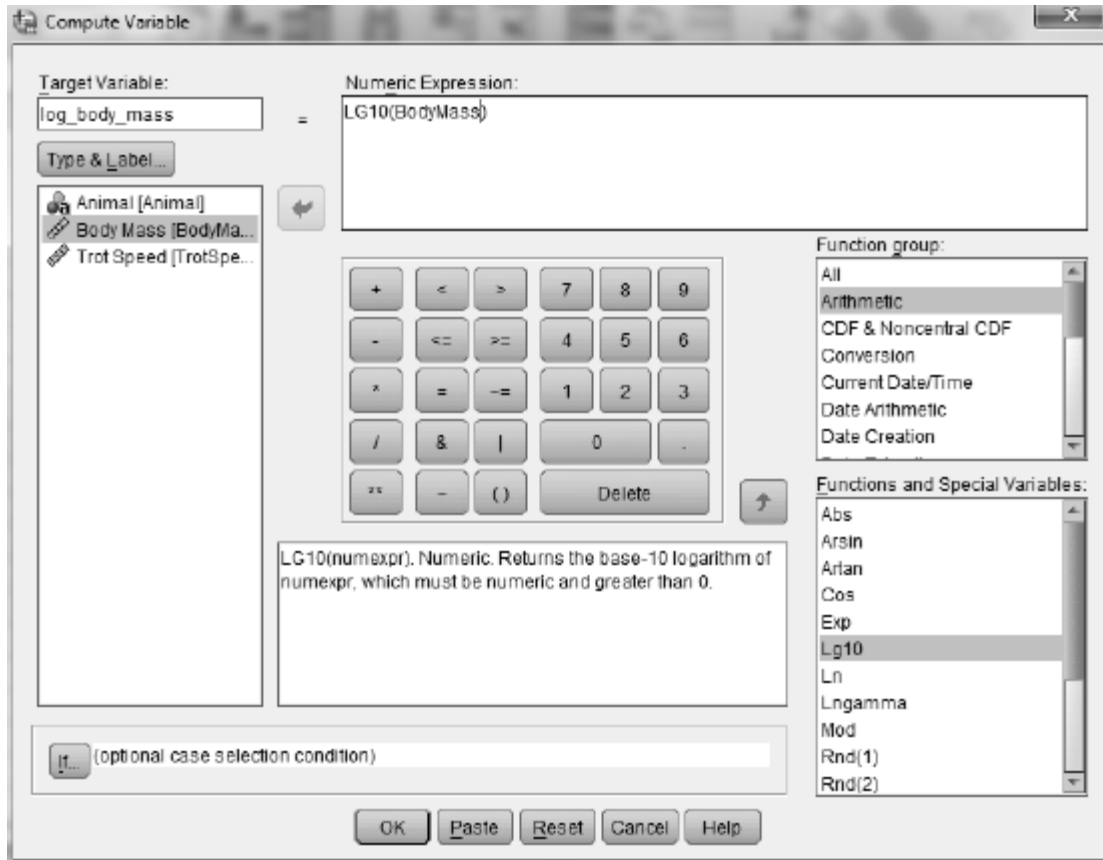 Compute Variable
x
Target Variable:
log_body_mass
=
Numeric Expression:
LG10(BodyMass)
Type & Label...
Animal [Animal]
Body Mass [BodyMa...
Trot Speed [TrotSpe...
+ < > 7 8 9
- <= >= 4 5 6
* = ~= 1 2 3
/ & | 0 .
** ~ ( ) Delete
Function group:
All
Arithmetic
CDF & Noncentral CDF
Conversion
Current Date/Time
Date Arithmetic
Date Creation
LG10(numexpr). Numeric. Returns the base-10 logarithm of
numexpr, which must be numeric and greater than 0.
Functions and Special Variables:
Abs
Arsin
Artan
Cos
Exp
Lg10
Ln
Lngamma
Mod
Rnd(1)
Rnd(2)
If... (optional case selection condition)
OK Paste Reset Cancel Help